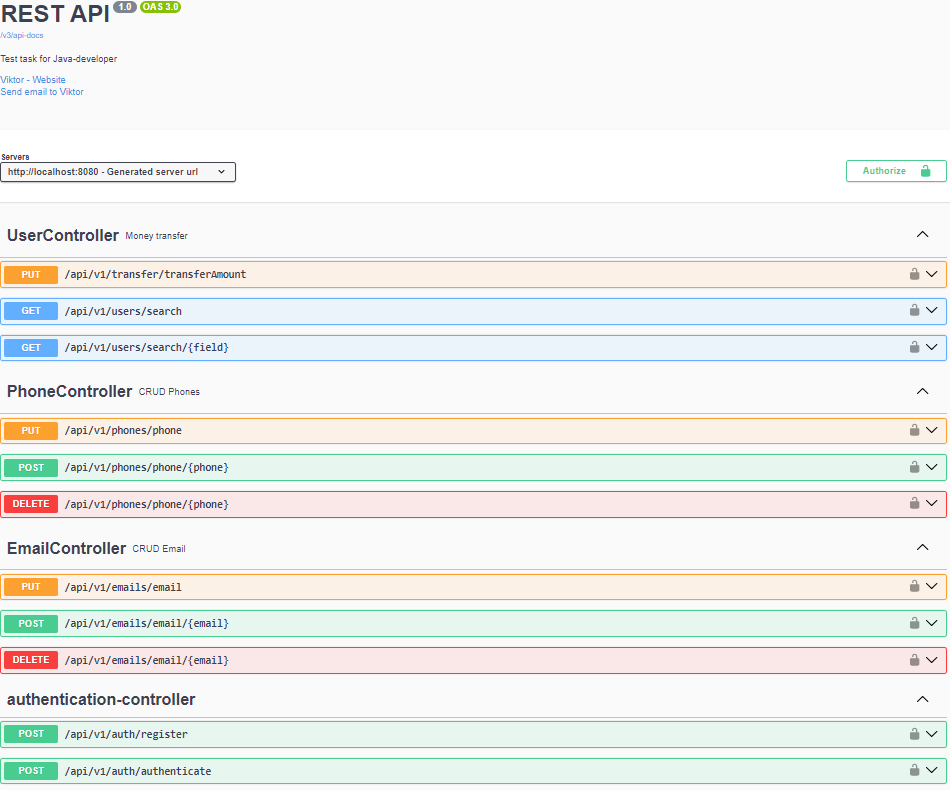 REST API 1.0 OAS 3.0
/v3/api-docs
Test task for Java-developer
Viktor - Website
Send email to Viktor
Servers
http://localhost:8080 - Generated server url
Authorize
UserController Money transfer
PUT /api/v1/transfer/transferAmount
GET /api/v1/users/search
GET /api/v1/users/search/{field}
PhoneController CRUD Phones
PUT /api/v1/phones/phone
POST /api/v1/phones/phone/{phone}
DELETE /api/v1/phones/phone/{phone}
EmailController CRUD Email
PUT /api/v1/emails/email
POST /api/v1/emails/email/{email}
DELETE /api/v1/emails/email/{email}
authentication-controller
POST /api/v1/auth/register
POST /api/v1/auth/authenticate